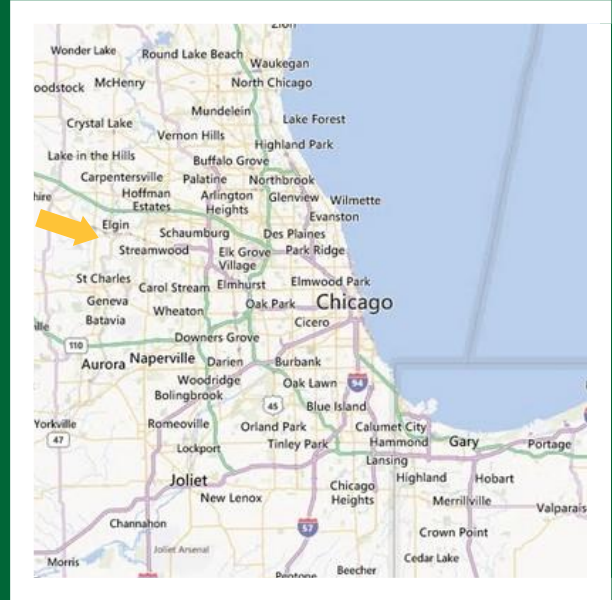 Zion
Wonder Lake
Round Lake Beach
Waukegan
oodstock
McHenry
North Chicago
Mundelein
Lake Forest
Crystal Lake
Vernon Hills
Highland Park
Lake in the Hills
Buffalo Grove
Carpentersville
Palatine
Northbrook
hire
Hoffman
Estates
Arlington
Heights
Glenview
Wilmette
Evanston
Elgin
Schaumburg
Des Plaines
Streamwood
Elk Grove
Village
Park Ridge
St Charles
Carol Stream
Elmhurst
Elmwood Park
Geneva
Oak Park
Chicago
Batavia
Wheaton
Cicero
ille
Downers Grove
110
Aurora
Naperville
Darien
Burbank
Woodridge
Oak Lawn
94
Bolingbrook
45
Blue Island
Yorkville
Romeoville
Orland Park
Calumet City
47
Lockport
Tinley Park
Hammond
Gary
Portage
Lansing
Joliet
Chicago
Heights
Highland
Hobart
New Lenox
Merrillville
Valparais
Channahon
57
Crown Point
Joliet Arsenal
Cedar Lake
Morris
Beecher
Peotone